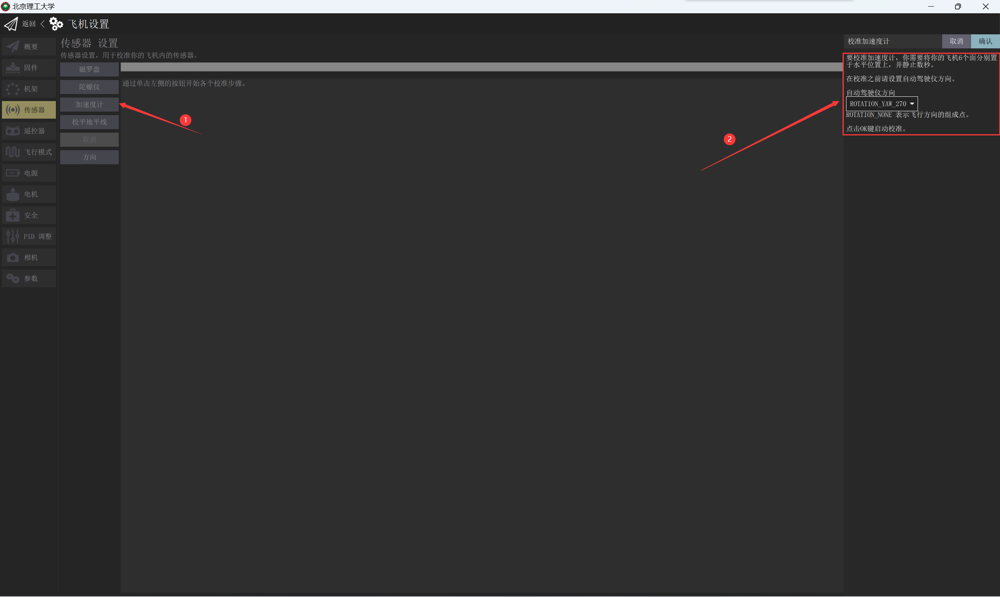 北京理工大学
返回
飞机设置
概要
固件
机架
传感器
遥控器
飞行模式
电源
电机
安全
PID 调整
相机
参数
传感器 设置
传感器设置，用于校准你的飞机内的传感器。
磁罗盘
陀螺仪
加速度计
校平地平线
取消
方向
通过单击左侧的按钮开始各个校准步骤。
1
2
校准加速度计
取消
确认
要校准加速度计，你需要将你的飞机6个面分别置
于水平位置上，并静止数秒。
在校准之前请设置自动驾驶仪方向。
自动驾驶仪方向
ROTATION_YAW_270
ROTATION_NONE 表示飞行方向的组成点。
点击OK键启动校准。